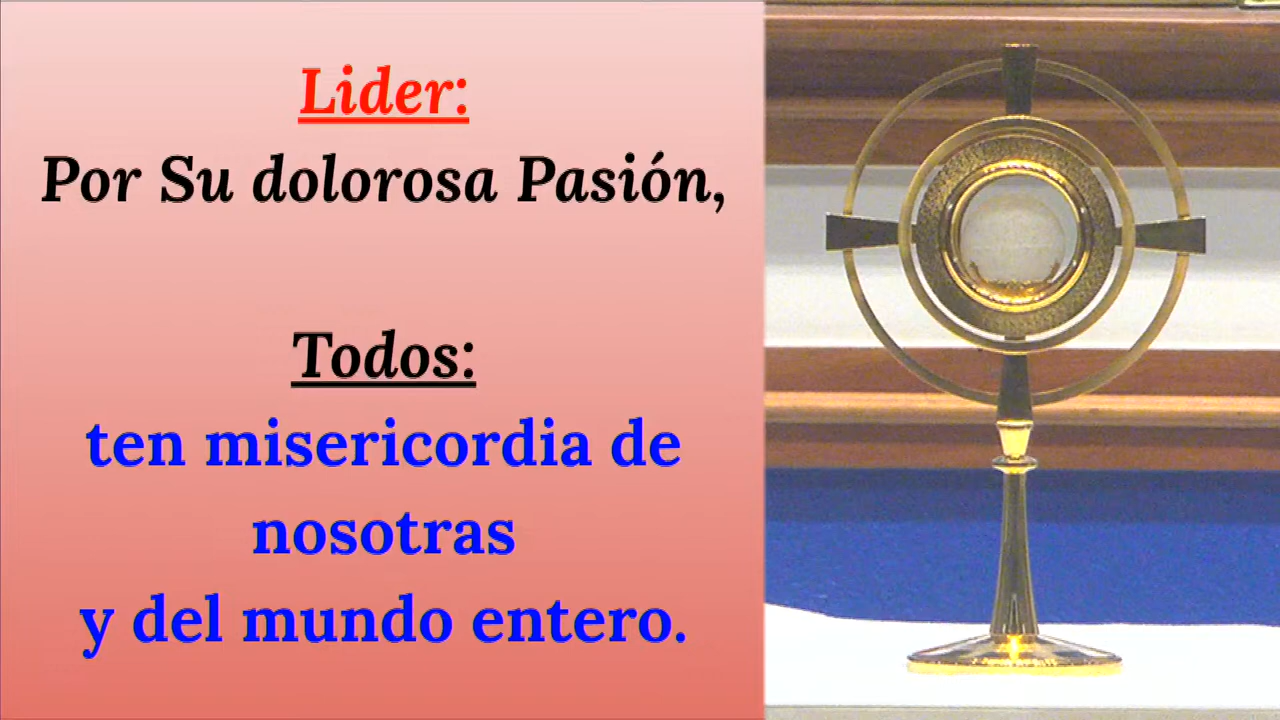 Lider:
Por Su dolorosa Pasión,
Todos:
ten misericordia de
nosotras
y del mundo entero.